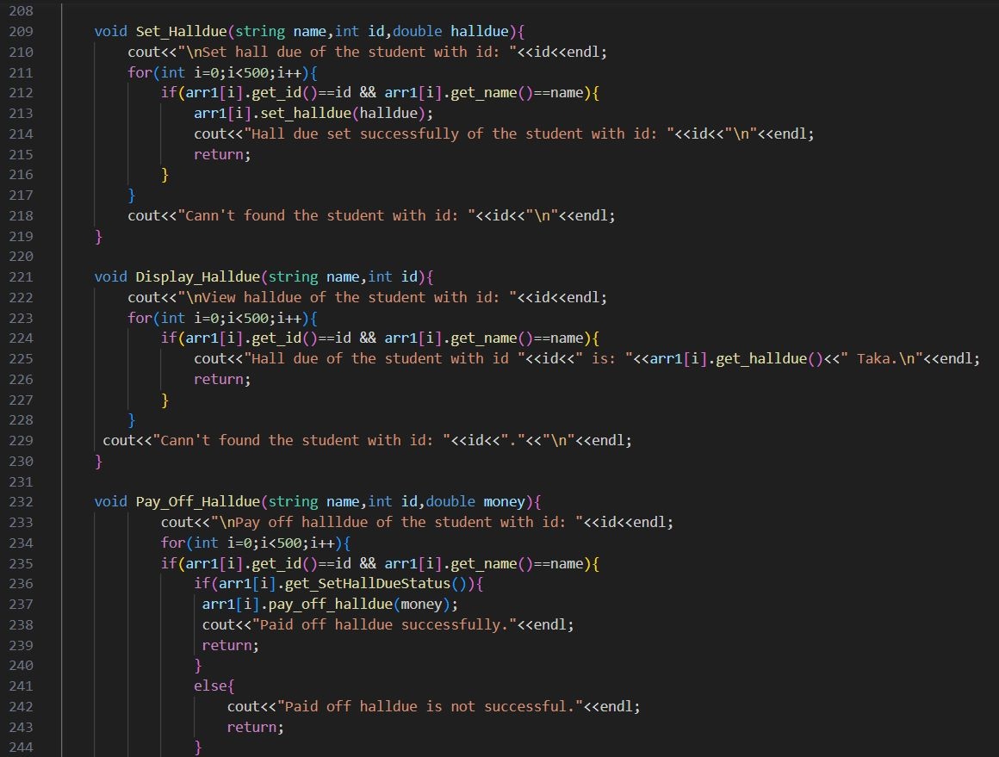 208
209 void Set_Halldue(string name,int id,double halldue){
210 cout<<"\nSet hall due of the student with id: "<<id<<endl;
211 for(int i=0;i<500;i++){
212 if(arr1[i].get_id()==id && arr1[i].get_name()==name){
213 arr1[i].set_halldue(halldue);
214 cout<<"Hall due set successfully of the student with id: "<<id<<"\n"<<endl;
215 return;
216 }
217 }
218 cout<<"Cann't found the student with id: "<<id<<"\n"<<endl;
219 }
220
221 void Display_Halldue(string name,int id){
222 cout<<"\nView halldue of the student with id: "<<id<<endl;
223 for(int i=0;i<500;i++){
224 if(arr1[i].get_id()==id && arr1[i].get_name()==name){
225 cout<<"Hall due of the student with id "<<id<<" is: "<<arr1[i].get_halldue()<<" Taka.\n"<<endl;
226 return;
227 }
228 }
229 cout<<"Cann't found the student with id: "<<id<<"."<<"\n"<<endl;
230 }
231
232 void Pay_Off_Halldue(string name,int id,double money){
233 cout<<"\nPay off hallldue of the student with id: "<<id<<endl;
234 for(int i=0;i<500;i++){
235 if(arr1[i].get_id()==id && arr1[i].get_name()==name){
236 if(arr1[i].get_SetHallDueStatus()){
237 arr1[i].pay_off_halldue(money);
238 cout<<"Paid off halldue successfully."<<endl;
239 return;
240 }
241 else{
242 cout<<"Paid off halldue is not successful."<<endl;
243 return;
244 }